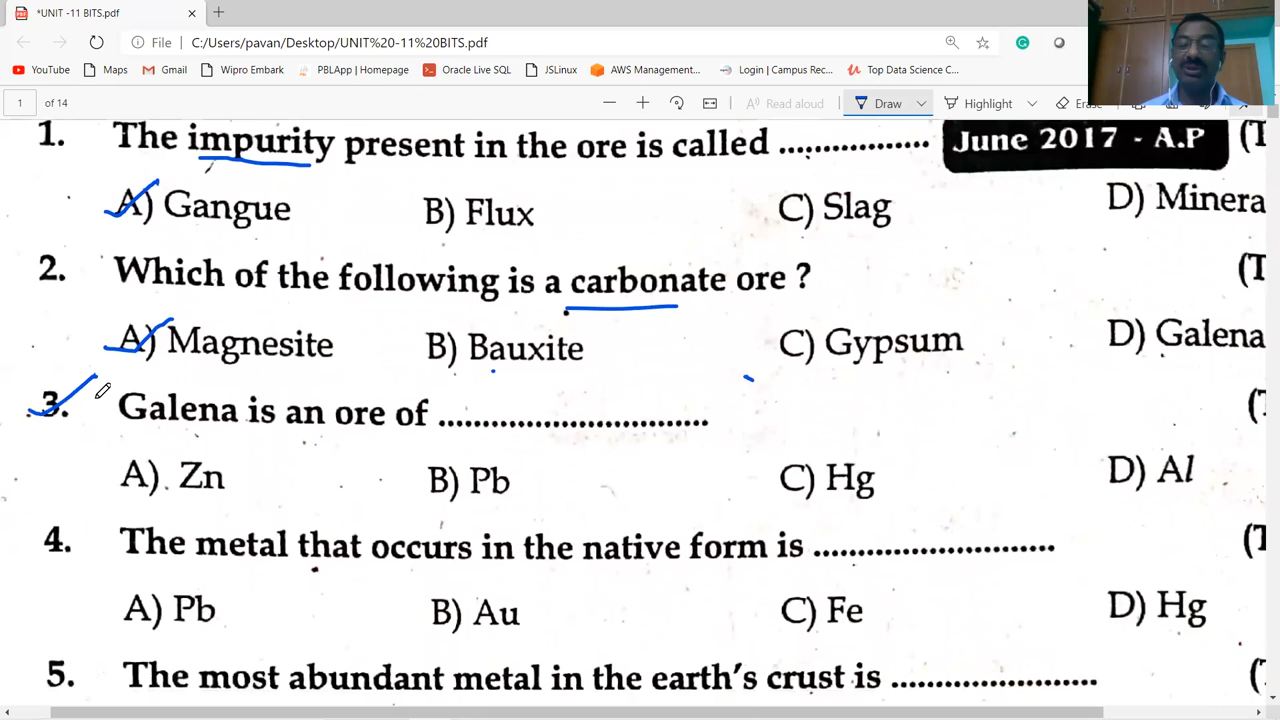 *UNIT -11 BITS.pdf
File C:/Users/pavan/Desktop/UNIT%20-11%20BITS.pdf
YouTube Maps Gmail Wipro Embark PBLApp | Homepage Oracle Live SQL JSLinux AWS Management... Login | Campus Rec... Top Data Science C...
1 of 14 Read aloud Draw Highlight Erase
1. The impurity present in the ore is called ................. June 2017 - A.P (T
A) Gangue B) Flux C) Slag D) Minera
2. Which of the following is a carbonate ore ? (T
A) Magnesite B) Bauxite C) Gypsum D) Galena
3. Galena is an ore of ............................... (T
A) Zn B) Pb C) Hg D) Al
4. The metal that occurs in the native form is ............................ (T
A) Pb B) Au C) Fe D) Hg
5. The most abundant metal in the earth's crust is ........................ (T